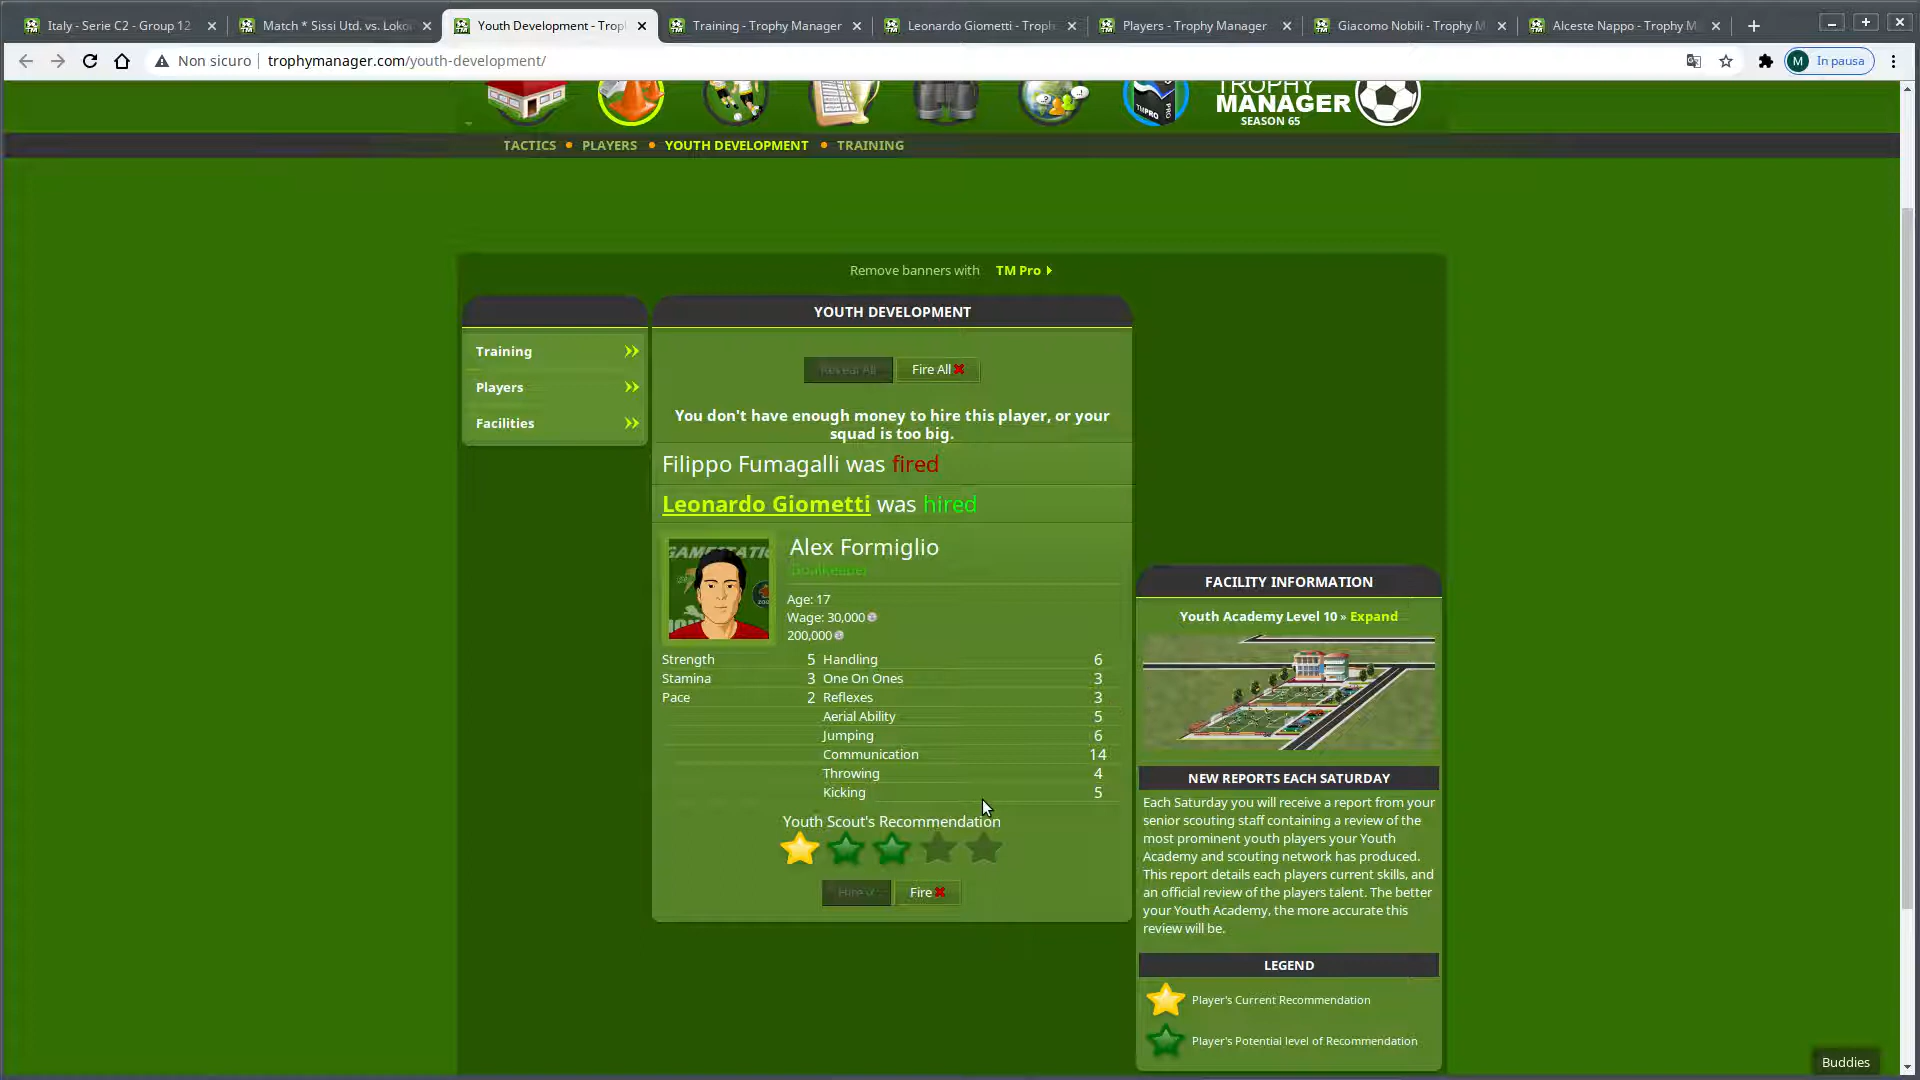 Italy - Serie C2 - Group 12
Match * Sissi Utd. vs. Loko
Youth Development - Trop
Training - Trophy Manager
Leonardo Giometti - Troph
Players - Trophy Manager
Giacomo Nobili - Trophy M
Alceste Nappo - Trophy M
Non sicuro
trophymanager.com/youth-development/
M
In pausa
TROPHY
MANAGER
SEASON 65
TACTICS • PLAYERS • YOUTH DEVELOPMENT • TRAINING
Remove banners with TM Pro
Training
Players
Facilities
YOUTH DEVELOPMENT
Reveal All
Fire All
You don't have enough money to hire this player, or your
squad is too big.
Filippo Fumagalli was fired
Leonardo Giometti was hired
Alex Formiglio
Goalkeeper
Age: 17
Wage: 30,000
200,000
Strength 5 Handling 6
Stamina 3 One On Ones 3
Pace 2 Reflexes 3
Aerial Ability 5
Jumping 6
Communication 14
Throwing 4
Kicking 5
Youth Scout's Recommendation
Hire
Fire
FACILITY INFORMATION
Youth Academy Level 10 » Expand
NEW REPORTS EACH SATURDAY
Each Saturday you will receive a report from your
senior scouting staff containing a review of the
most prominent youth players your Youth
Academy and scouting network has produced.
This report details each players current skills, and
an official review of the players talent. The better
your Youth Academy, the more accurate this
review will be.
LEGEND
Player's Current Recommendation
Player's Potential level of Recommendation
Buddies